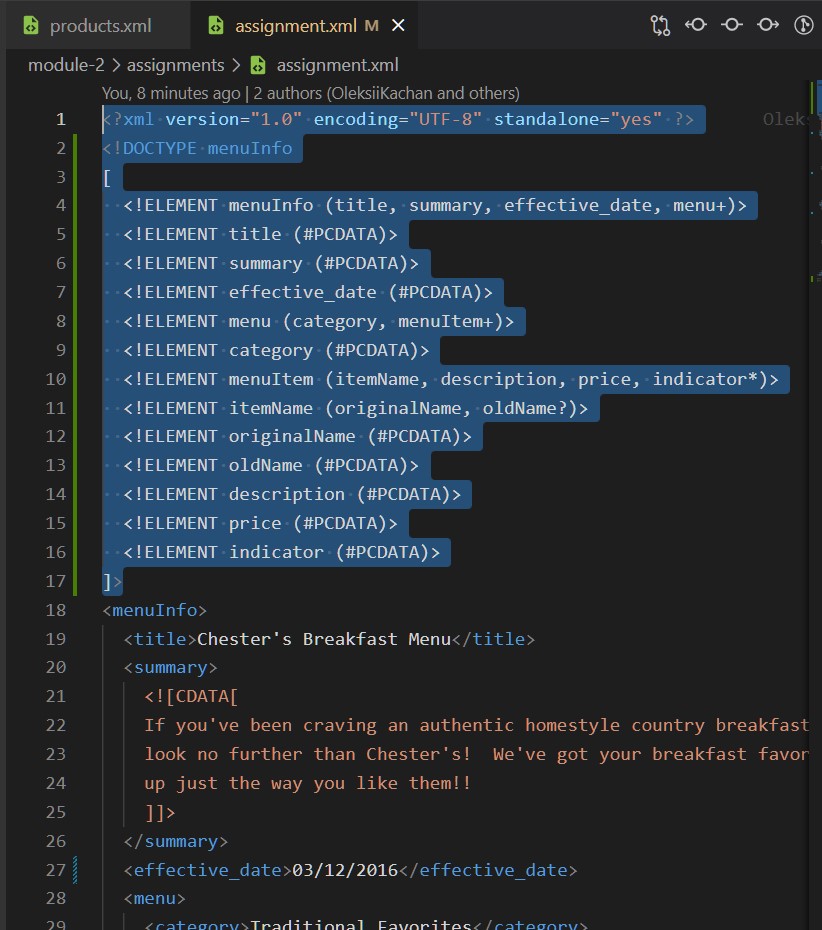 products.xml assignment.xml M
module-2 > assignments > assignment.xml
You, 8 minutes ago | 2 authors (OleksiiKachan and others)
1 <?xml version="1.0" encoding="UTF-8" standalone="yes" ?> Oleks
2 <!DOCTYPE menuInfo
3 [
4 <!ELEMENT menuInfo (title, summary, effective_date, menu+)>
5 <!ELEMENT title (#PCDATA)>
6 <!ELEMENT summary (#PCDATA)>
7 <!ELEMENT effective_date (#PCDATA)>
8 <!ELEMENT menu (category, menuItem+)>
9 <!ELEMENT category (#PCDATA)>
10 <!ELEMENT menuItem (itemName, description, price, indicator*)>
11 <!ELEMENT itemName (originalName, oldName?)>
12 <!ELEMENT originalName (#PCDATA)>
13 <!ELEMENT oldName (#PCDATA)>
14 <!ELEMENT description (#PCDATA)>
15 <!ELEMENT price (#PCDATA)>
16 <!ELEMENT indicator (#PCDATA)>
17 ]>
18 <menuInfo>
19 <title>Chester's Breakfast Menu</title>
20 <summary>
21 <![CDATA[
22 If you've been craving an authentic homestyle country breakfast
23 look no further than Chester's!  We've got your breakfast favor
24 up just the way you like them!!
25 ]]>
26 </summary>
27 <effective_date>03/12/2016</effective_date>
28 <menu>
29 <category>Traditional Favorites</category>